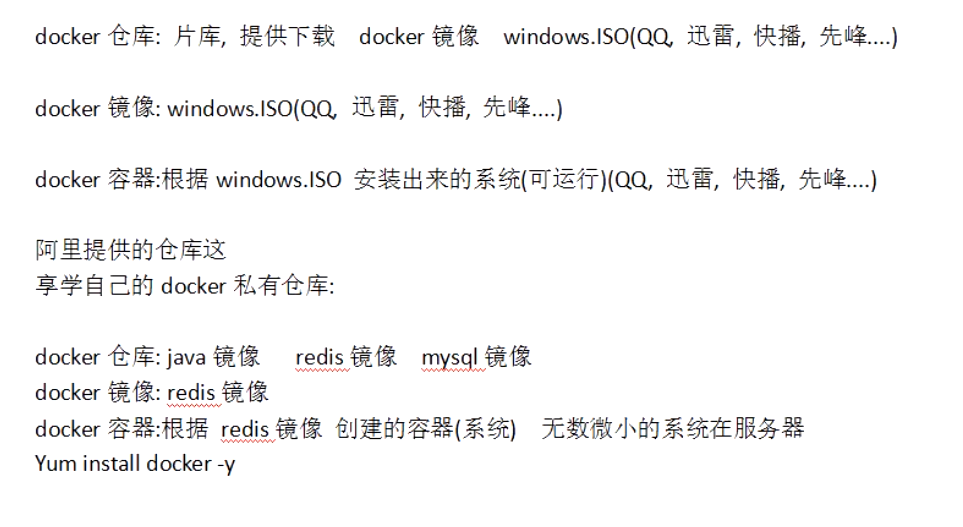 docker 仓库: 片库, 提供下载 docker 镜像 windows.ISO(QQ, 迅雷, 快播, 先峰....)
docker 镜像: windows.ISO(QQ, 迅雷, 快播, 先峰....)
docker 容器:根据 windows.ISO 安装出来的系统(可运行)(QQ, 迅雷, 快播, 先峰....)
阿里提供的仓库这
享学自己的 docker 私有仓库:
docker 仓库: java 镜像 redis 镜像 mysql 镜像
docker 镜像: redis 镜像
docker 容器:根据 redis 镜像 创建的容器(系统) 无数微小的系统在服务器
Yum install docker -y